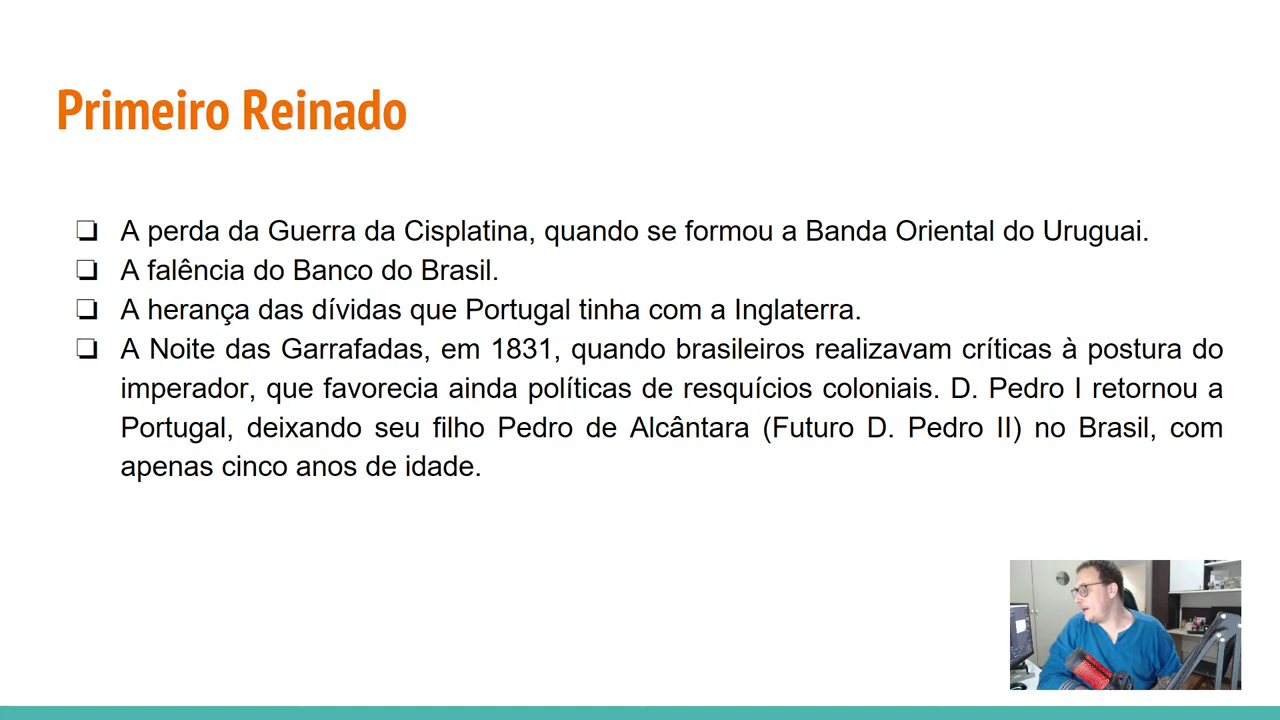 Primeiro Reinado
❏ A perda da Guerra da Cisplatina, quando se formou a Banda Oriental do Uruguai.
❏ A falência do Banco do Brasil.
❏ A herança das dívidas que Portugal tinha com a Inglaterra.
❏ A Noite das Garrafadas, em 1831, quando brasileiros realizavam críticas à postura do
imperador, que favorecia ainda políticas de resquícios coloniais. D. Pedro I retornou a
Portugal, deixando seu filho Pedro de Alcântara (Futuro D. Pedro II) no Brasil, com
apenas cinco anos de idade.